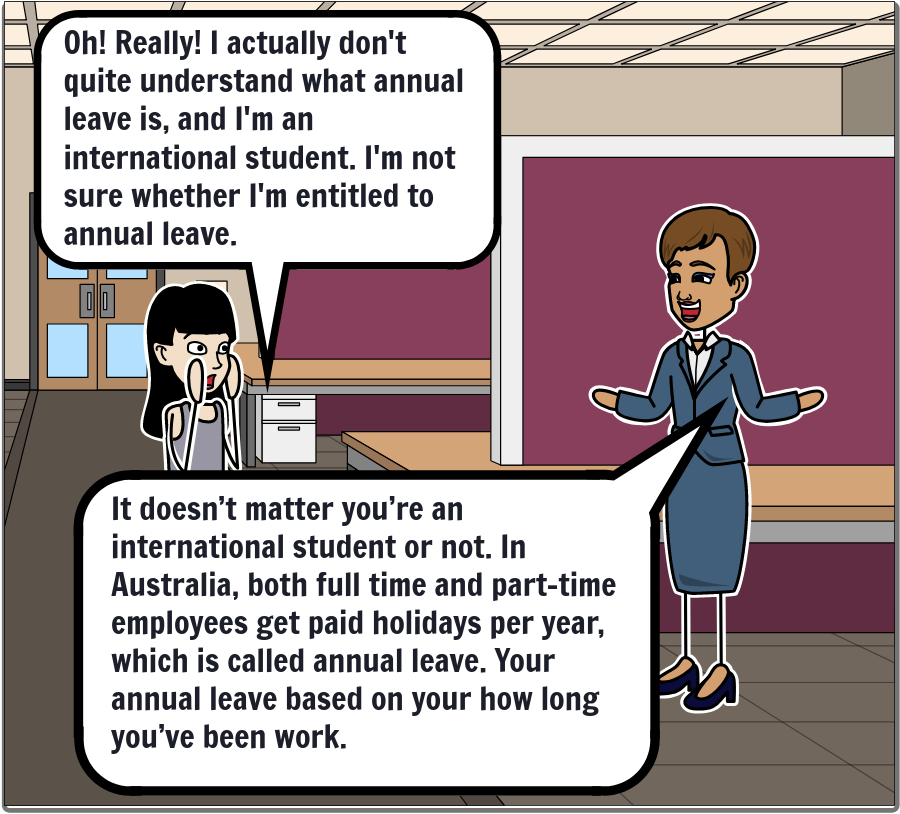 Oh! Really! I actually don't
quite understand what annual
leave is, and I'm an
international student. I'm not
sure whether I'm entitled to
annual leave.
It doesn’t matter you’re an
international student or not. In
Australia, both full time and part-time
employees get paid holidays per year,
which is called annual leave. Your
annual leave based on your how long
you’ve been work.